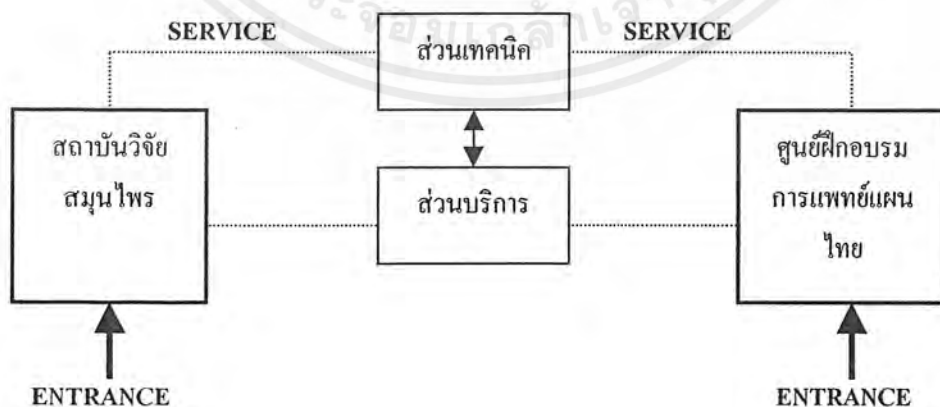 SERVICE
ส่วนเทคนิค
SERVICE
สถาบันวิจัย
สมุนไพร
ส่วนบริการ
ศูนย์ฝึกอบรม
การแพทย์แผน
ไทย
ENTRANCE
ENTRANCE